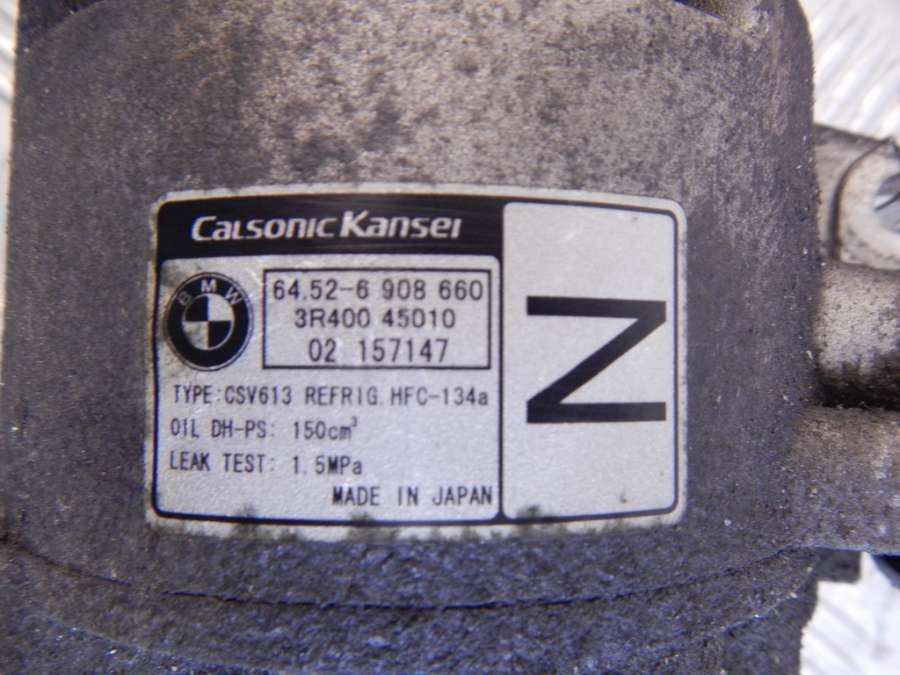 Calsonic Kansei
BMW
64.52-6 908 660
3R400 45010
02 157147
TYPE:CSV613 REFRIG.HFC-134a
OIL DH-PS: 150cm³
LEAK TEST: 1.5MPa
MADE IN JAPAN
Z